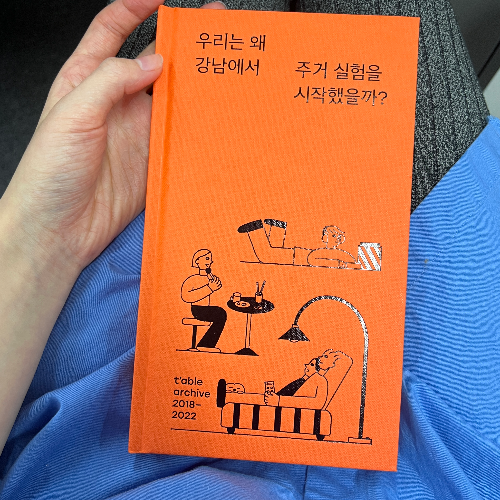 우리는 왜
강남에서
주거 실험을
시작했을까?
t'able
archive
2018–
2022